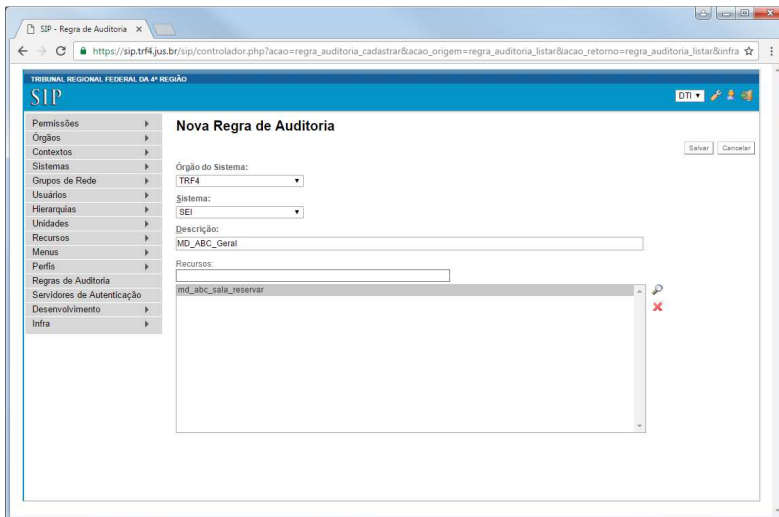 SIP - Regra de Auditoria
https://sip.trf4.jus.br/sip/controlador.php?acao=regra_auditoria_cadastrar&acao_origem=regra_auditoria_listar&acao_retorno=regra_auditoria_listar&infra
TRIBUNAL REGIONAL FEDERAL DA 4ª REGIÃO
SIP
DTI
Permissões
Órgãos
Contextos
Sistemas
Grupos de Rede
Usuários
Hierarquias
Unidades
Recursos
Menus
Perfis
Regras de Auditoria
Servidores de Autenticação
Desenvolvimento
Infra
Nova Regra de Auditoria
Salvar Cancelar
Órgão do Sistema:
TRF4
Sistema:
SEI
Descrição:
MD_ABC_Geral
Recursos:
md_abc_sala_reservar